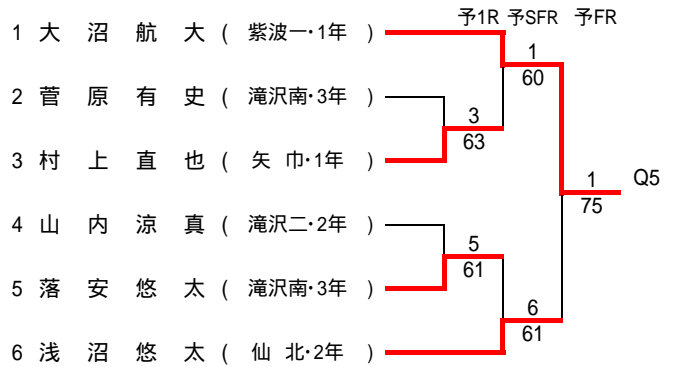 予1R 予SFR 予FR
1 大 沼 航 大 ( 紫波一・1年 )
1
60
2 菅 原 有 史 ( 滝沢南・3年 )
3
63
3 村 上 直 也 ( 矢 巾・1年 )
1
75
Q5
4 山 内 涼 真 ( 滝沢二・2年 )
5
61
5 落 安 悠 太 ( 滝沢南・3年 )
6
61
6 浅 沼 悠 太 ( 仙 北・2年 )